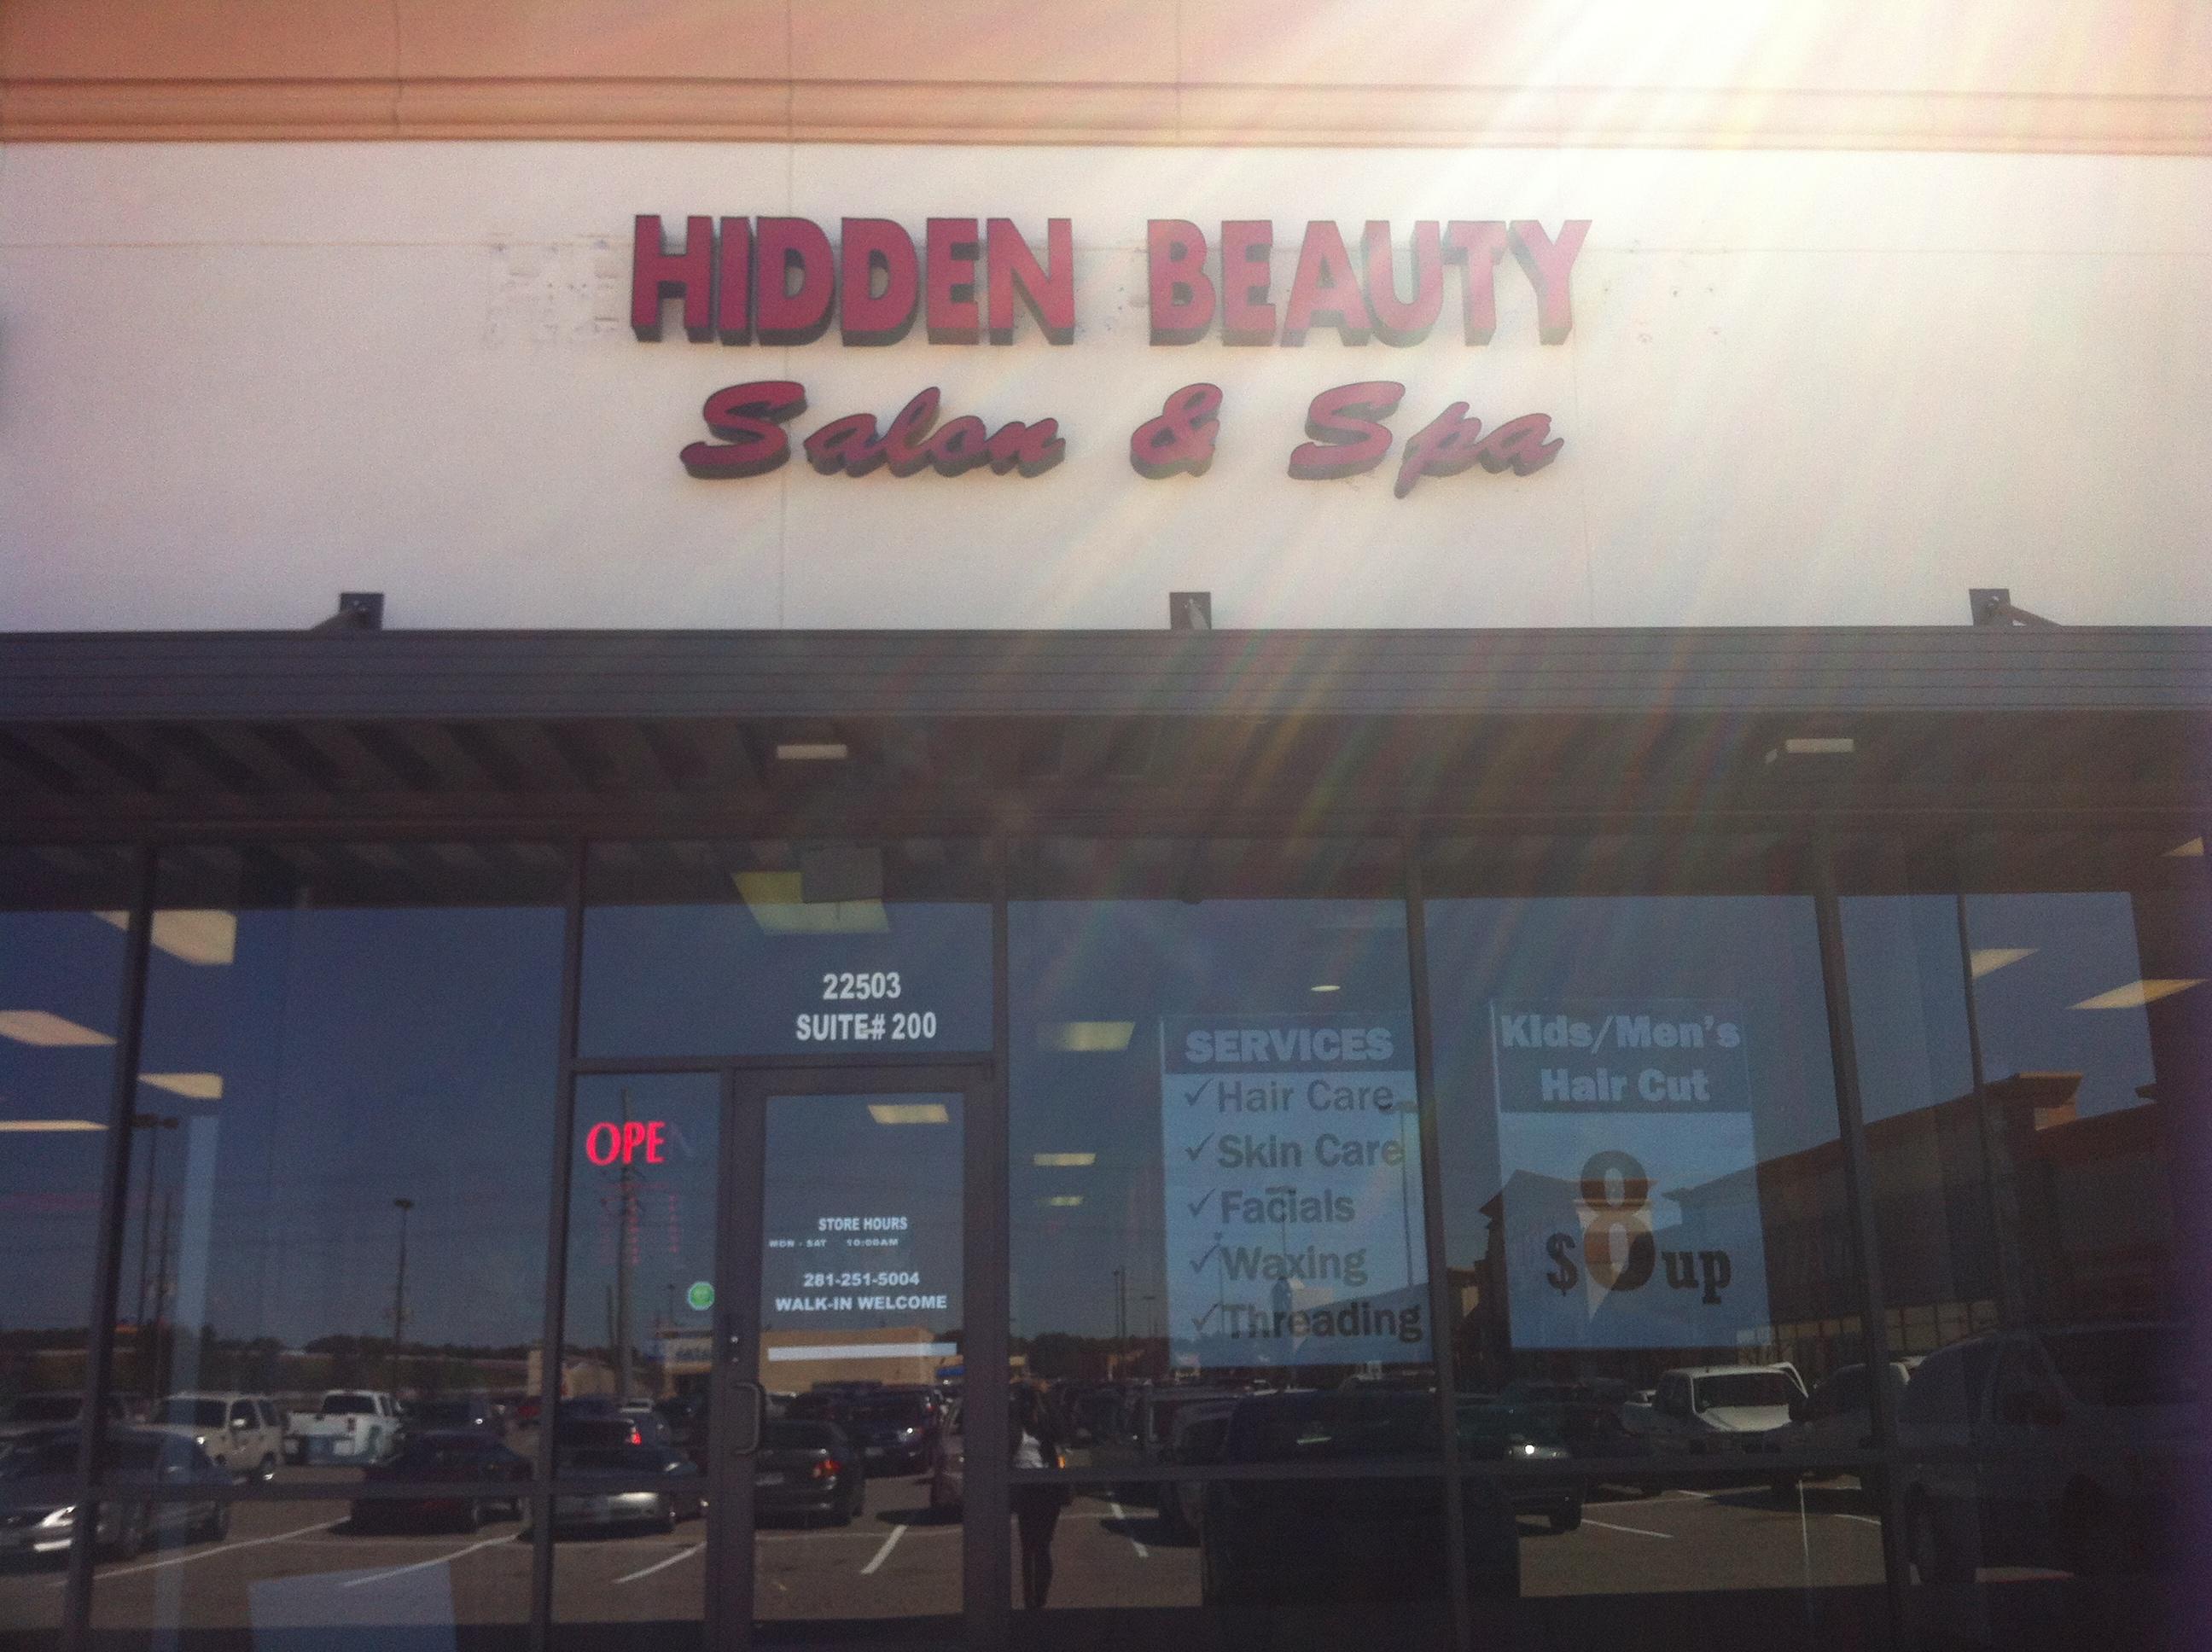 HIDDEN BEAUTY
Salon & Spa
22503
SUITE# 200
OPEN
STORE HOURS
MON - SAT 10:00AM
281-251-5004
WALK-IN WELCOME
SERVICES
✓ Hair Care
✓ Skin Care
✓ Facials
✓ Waxing
✓ Threading
Kids/Men's
Hair Cut
$8up